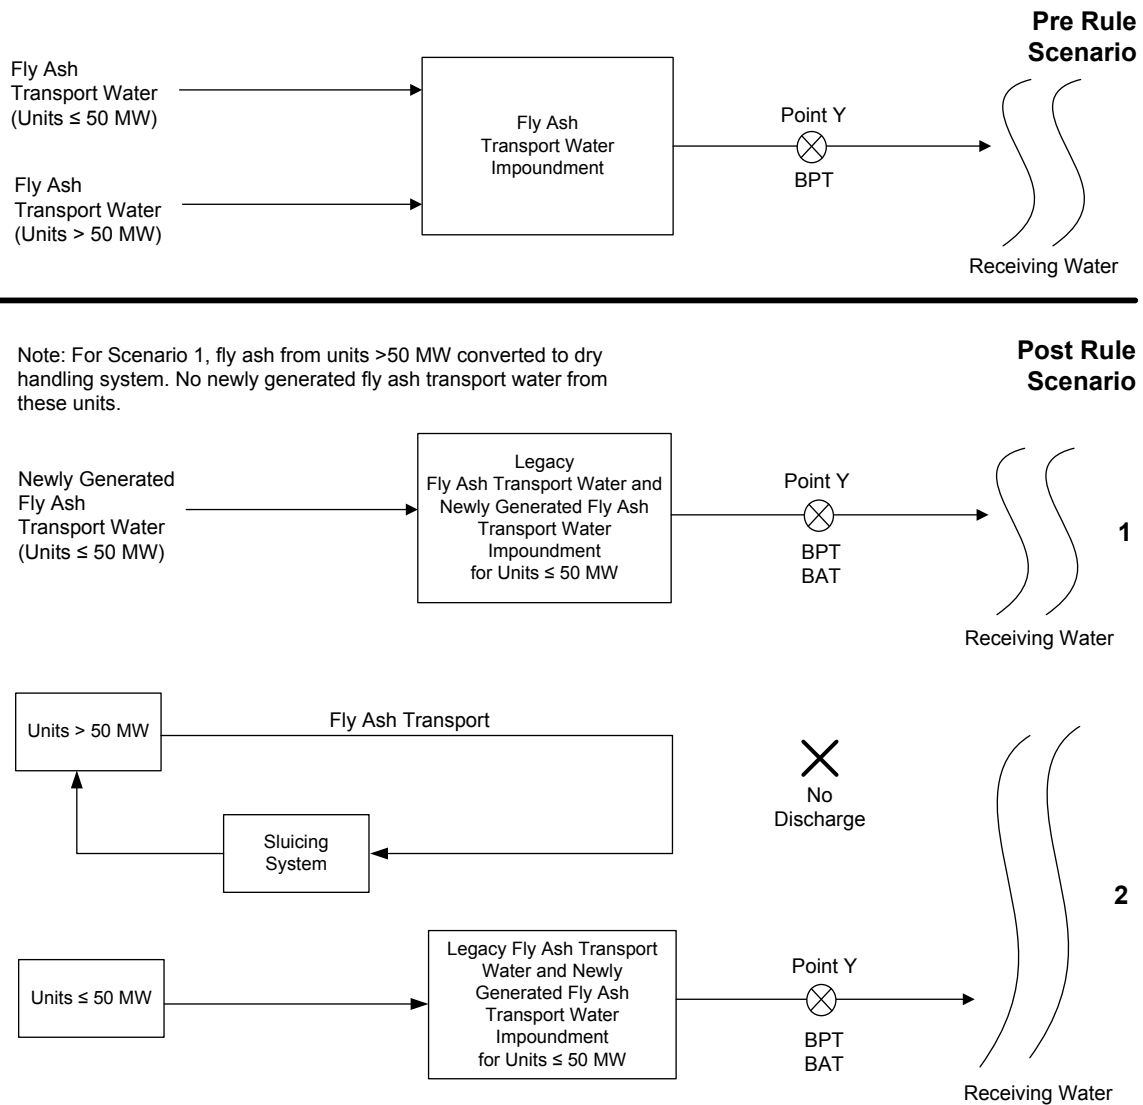 Pre Rule
Scenario
Fly Ash
Transport Water
(Units ≤ 50 MW)
Fly Ash
Transport Water
(Units > 50 MW)
Fly Ash
Transport Water
Impoundment
Point Y
BPT
Receiving Water
Note: For Scenario 1, fly ash from units >50 MW converted to dry
handling system. No newly generated fly ash transport water from
these units.
Post Rule
Scenario
Newly Generated
Fly Ash
Transport Water
(Units ≤ 50 MW)
Legacy
Fly Ash Transport Water and
Newly Generated Fly Ash
Transport Water
Impoundment
for Units ≤ 50 MW
Point Y
BPT
BAT
1
Receiving Water
Units > 50 MW
Fly Ash Transport
Sluicing
System
No
Discharge
2
Units ≤ 50 MW
Legacy Fly Ash Transport
Water and Newly
Generated Fly Ash
Transport Water
Impoundment
for Units ≤ 50 MW
Point Y
BPT
BAT
Receiving Water